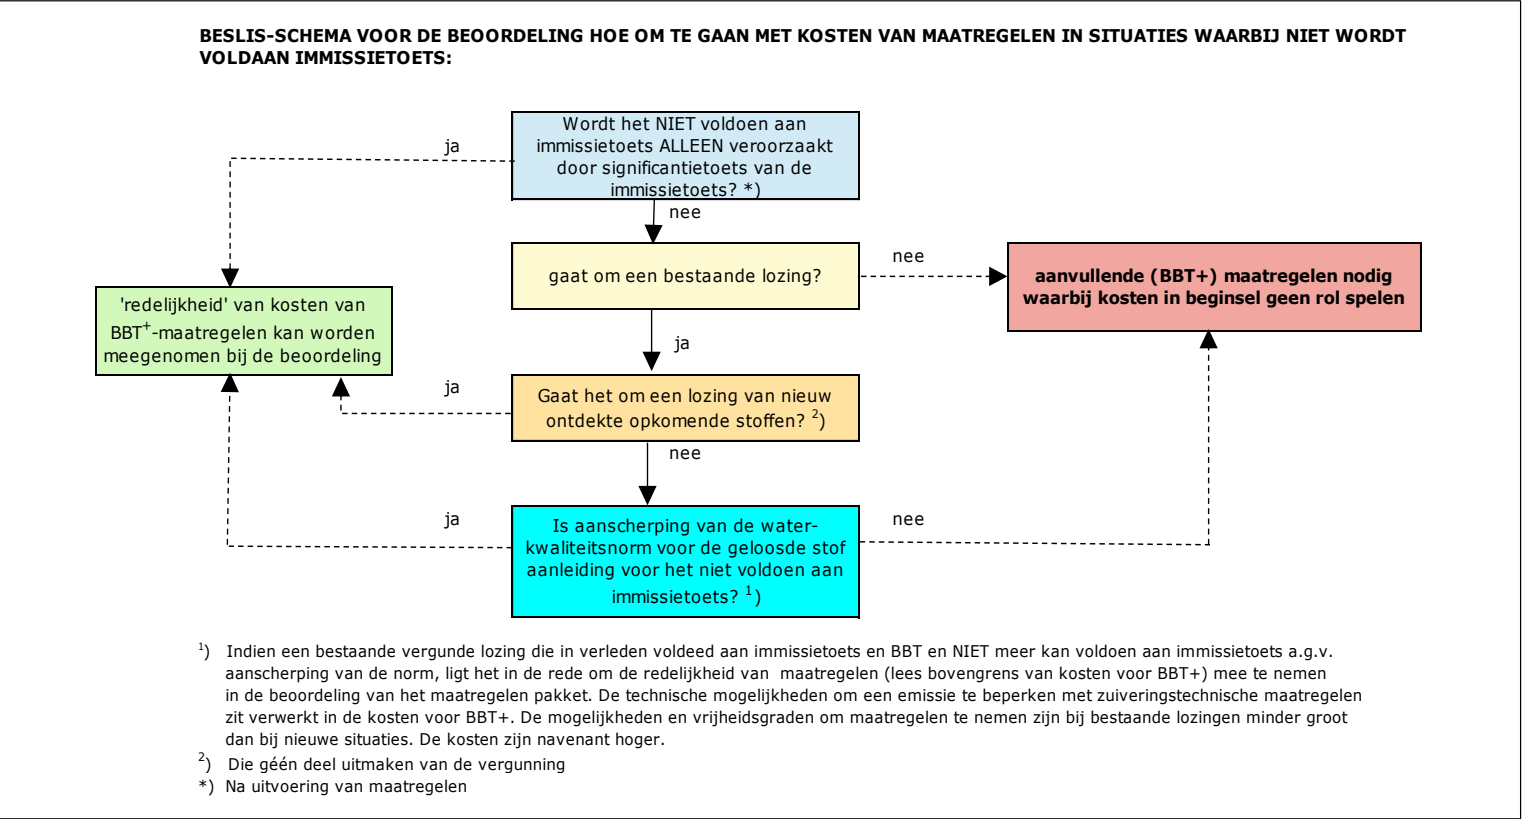 BESLIS-SCHEMA VOOR DE BEOORDELING HOE OM TE GAAN MET KOSTEN VAN MAATREGELEN IN SITUATIES WAARBIJ NIET WORDT
VOLDAAN IMMISSIETOETS:
Wordt het NIET voldoen aan
immissietoets ALLEEN veroorzaakt
door significantietoets van de
immissietoets? *)
ja
nee
gaat om een bestaande lozing?
nee
aanvullende (BBT+) maatregelen nodig
waarbij kosten in beginsel geen rol spelen
'redelijkheid' van kosten van
BBT⁺-maatregelen kan worden
meegenomen bij de beoordeling
ja
ja
Gaat het om een lozing van nieuw
ontdekte opkomende stoffen? ²)
nee
ja
nee
Is aanscherping van de water-
kwaliteitsnorm voor de geloosde stof
aanleiding voor het niet voldoen aan
immissietoets? ¹)
¹) Indien een bestaande vergunde lozing die in verleden voldeed aan immissietoets en BBT en NIET meer kan voldoen aan immissietoets a.g.v.
aanscherping van de norm, ligt het in de rede om de redelijkheid van maatregelen (lees bovengrens van kosten voor BBT+) mee te nemen
in de beoordeling van het maatregelen pakket. De technische mogelijkheden om een emissie te beperken met zuiveringstechnische maatregelen
zit verwerkt in de kosten voor BBT+. De mogelijkheden en vrijheidsgraden om maatregelen te nemen zijn bij bestaande lozingen minder groot
dan bij nieuwe situaties. De kosten zijn navenant hoger.
²) Die géén deel uitmaken van de vergunning
*) Na uitvoering van maatregelen